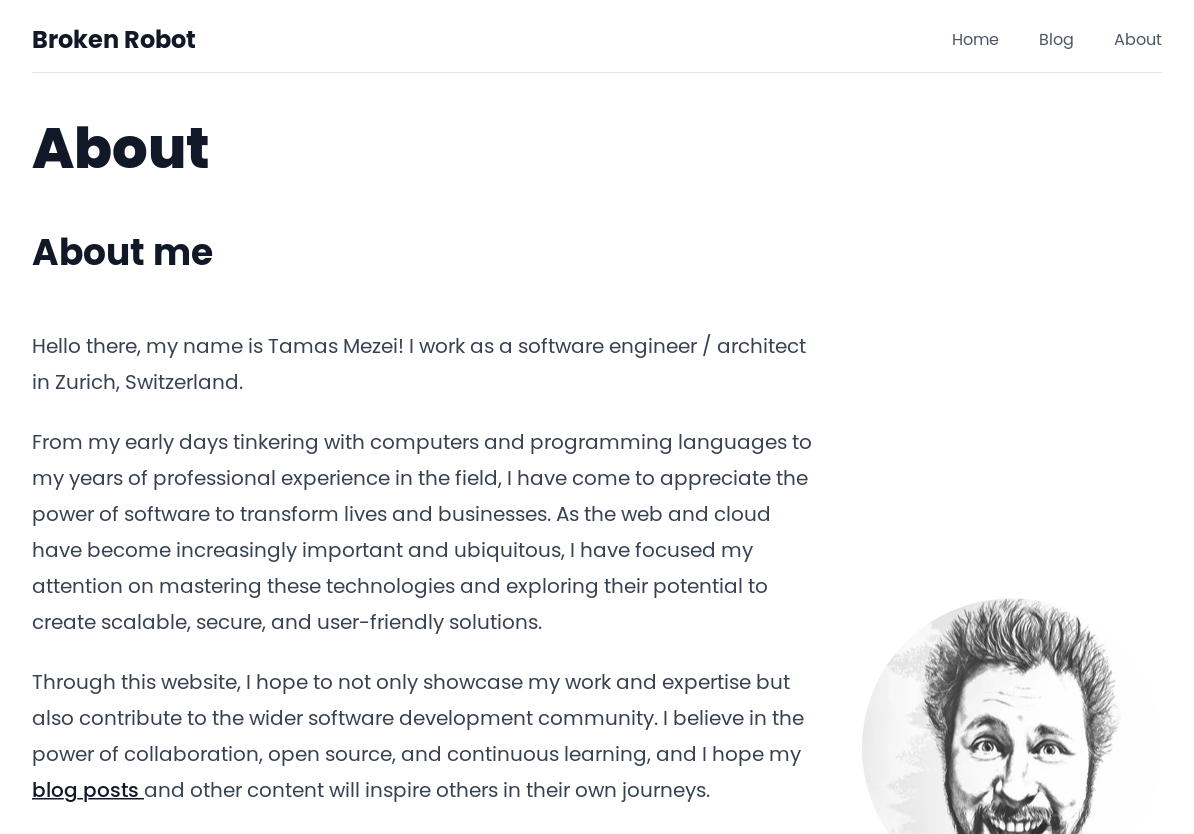 Broken Robot
Home Blog About
About
About me
Hello there, my name is Tamas Mezei! I work as a software engineer / architect
in Zurich, Switzerland.
From my early days tinkering with computers and programming languages to
my years of professional experience in the field, I have come to appreciate the
power of software to transform lives and businesses. As the web and cloud
have become increasingly important and ubiquitous, I have focused my
attention on mastering these technologies and exploring their potential to
create scalable, secure, and user-friendly solutions.
Through this website, I hope to not only showcase my work and expertise but
also contribute to the wider software development community. I believe in the
power of collaboration, open source, and continuous learning, and I hope my
blog posts and other content will inspire others in their own journeys.